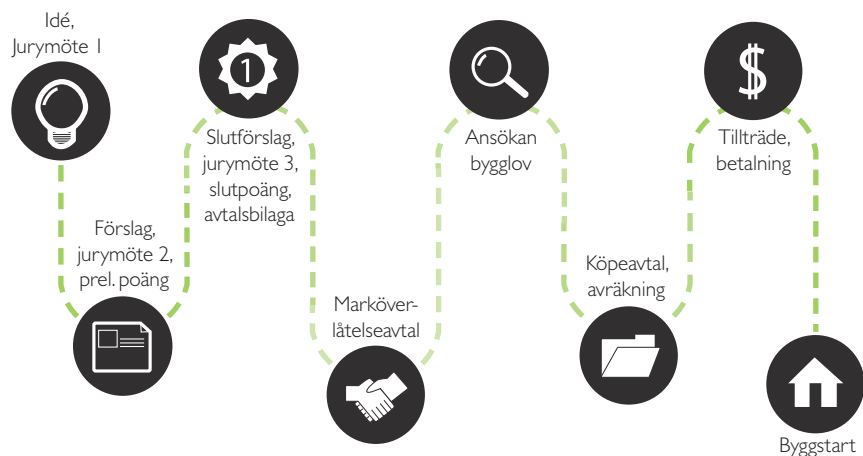 Idé,
Jurymöte 1
Förslag,
jurymöte 2,
prel. poäng
1
Slutförslag,
jurymöte 3,
slutpoäng,
avtalsbilaga
Marköver-
låtelseavtal
Ansökan
bygglov
Köpeavtal,
avräkning
$
Tillträde,
betalning
Byggstart